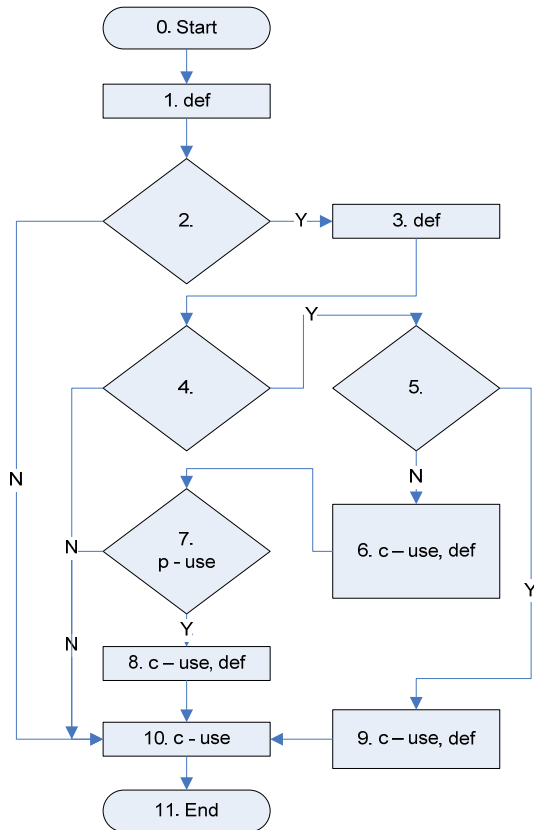 0. Start
1. def
2.
Y
3. def
Y
4.
5.
N
N
7.
p - use
6. c – use, def
N
Y
Y
N
8. c – use, def
10. c - use
9. c – use, def
11. End